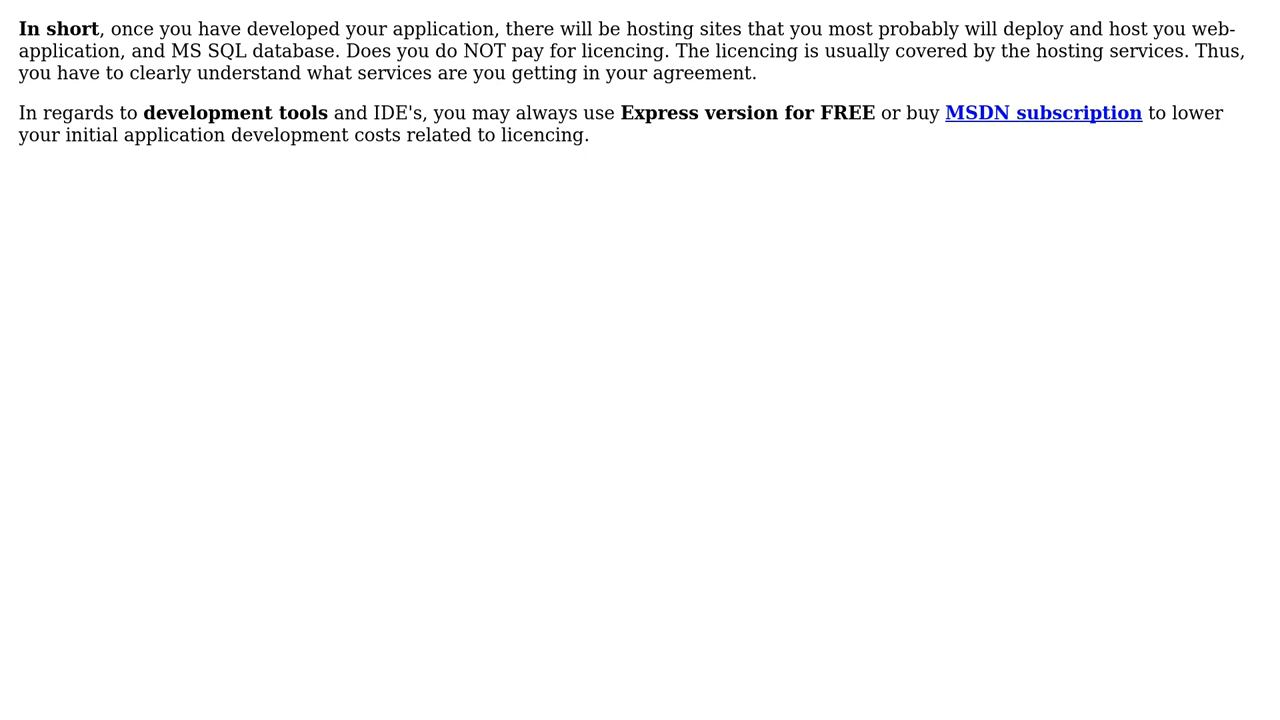 In short, once you have developed your application, there will be hosting sites that you most probably will deploy and host you web-
application, and MS SQL database. Does you do NOT pay for licencing. The licencing is usually covered by the hosting services. Thus,
you have to clearly understand what services are you getting in your agreement.
In regards to development tools and IDE's, you may always use Express version for FREE or buy MSDN subscription to lower
your initial application development costs related to licencing.